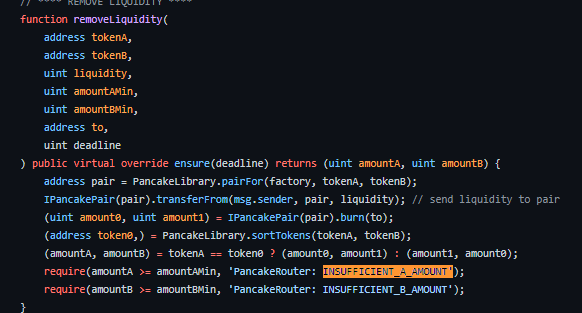 // **** REMOVE LIQUIDITY ****
function removeLiquidity(
address tokenA,
address tokenB,
uint liquidity,
uint amountAMin,
uint amountBMin,
address to,
uint deadline
) public virtual override ensure(deadline) returns (uint amountA, uint amountB) {
address pair = PancakeLibrary.pairFor(factory, tokenA, tokenB);
IPancakePair(pair).transferFrom(msg.sender, pair, liquidity); // send liquidity to pair
(uint amount0, uint amount1) = IPancakePair(pair).burn(to);
(address token0,) = PancakeLibrary.sortTokens(tokenA, tokenB);
(amountA, amountB) = tokenA == token0 ? (amount0, amount1) : (amount1, amount0);
require(amountA >= amountAMin, 'PancakeRouter: INSUFFICIENT_A_AMOUNT');
require(amountB >= amountBMin, 'PancakeRouter: INSUFFICIENT_B_AMOUNT');
}